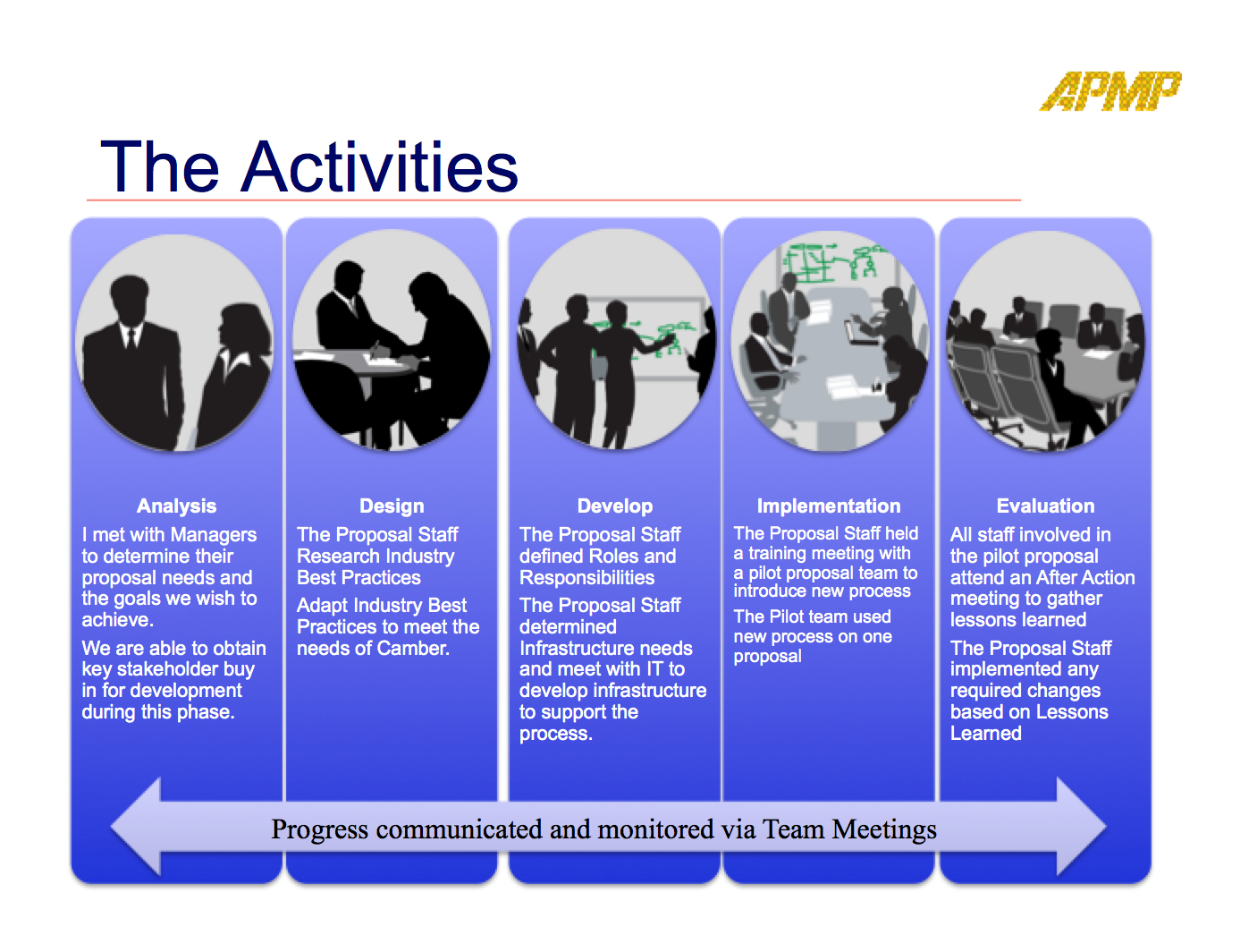 APMP
The Activities
Analysis
I met with Managers
to determine their
proposal needs and
the goals we wish to
achieve.
We are able to obtain
key stakeholder buy
in for development
during this phase.
Design
The Proposal Staff
Research Industry
Best Practices
Adapt Industry Best
Practices to meet the
needs of Camber.
Develop
The Proposal Staff
defined Roles and
Responsibilities
The Proposal Staff
determined
Infrastructure needs
and meet with IT to
develop infrastructure
to support the
process.
Implementation
The Proposal Staff held
a training meeting with
a pilot proposal team to
introduce new process
The Pilot team used
new process on one
proposal
Evaluation
All staff involved in
the pilot proposal
attend an After Action
meeting to gather
lessons learned
The Proposal Staff
implemented any
required changes
based on Lessons
Learned
Progress communicated and monitored via Team Meetings